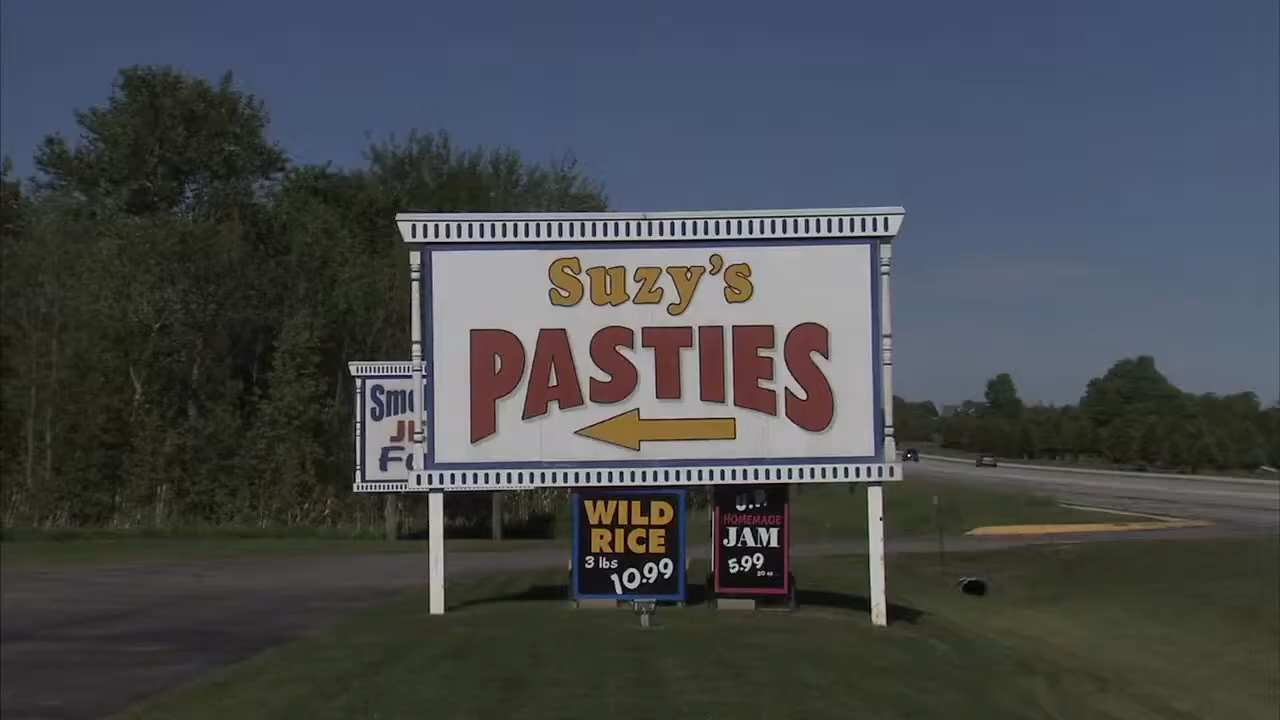 Suzy's
PASTIES
WILD
RICE
3 lbs
10.99
U.P.
HOMEMADE
JAM
5.99